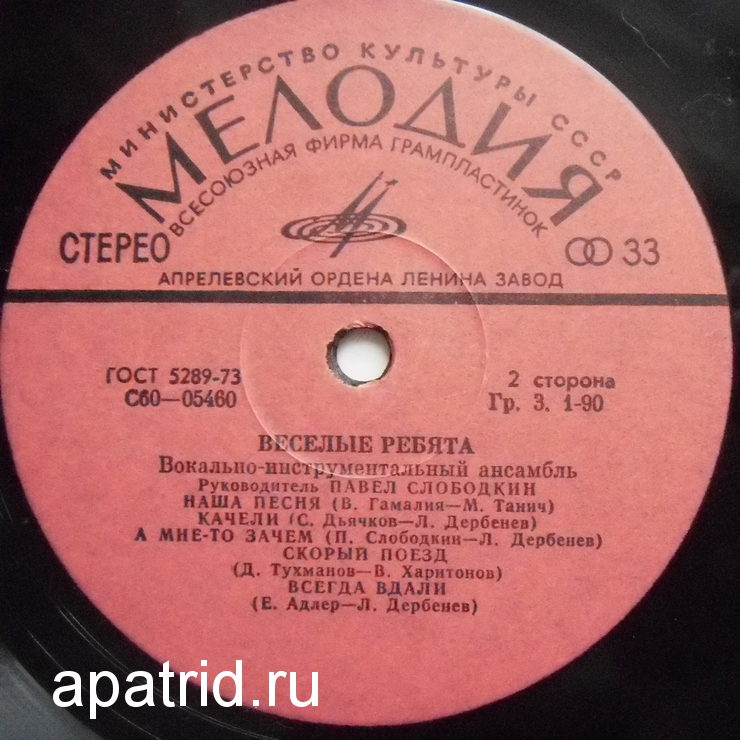 МИНИСТЕРСТВО КУЛЬТУРЫ СССР
МЕЛОДИЯ
ВСЕСОЮЗНАЯ ФИРМА ГРАМПЛАСТИНОК
СТЕРЕО
33
АПРЕЛЕВСКИЙ ОРДЕНА ЛЕНИНА ЗАВОД
ГОСТ 5289-73
С60—05460
2 сторона
Гр. 3. 1-90
ВЕСЕЛЫЕ РЕБЯТА
Вокально-инструментальный ансамбль
Руководитель ПАВЕЛ СЛОБОДКИН
НАША ПЕСНЯ (В. Гамалия—М. Танич)
КАЧЕЛИ (С. Дьячков—Л. Дербенев)
А МНЕ-ТО ЗАЧЕМ (П. Слободкин—Л. Дербенев)
СКОРЫЙ ПОЕЗД
(Д. Тухманов—В. Харитонов)
ВСЕГДА ВДАЛИ
(Е. Адлер—Л. Дербенев)
apatrid.ru